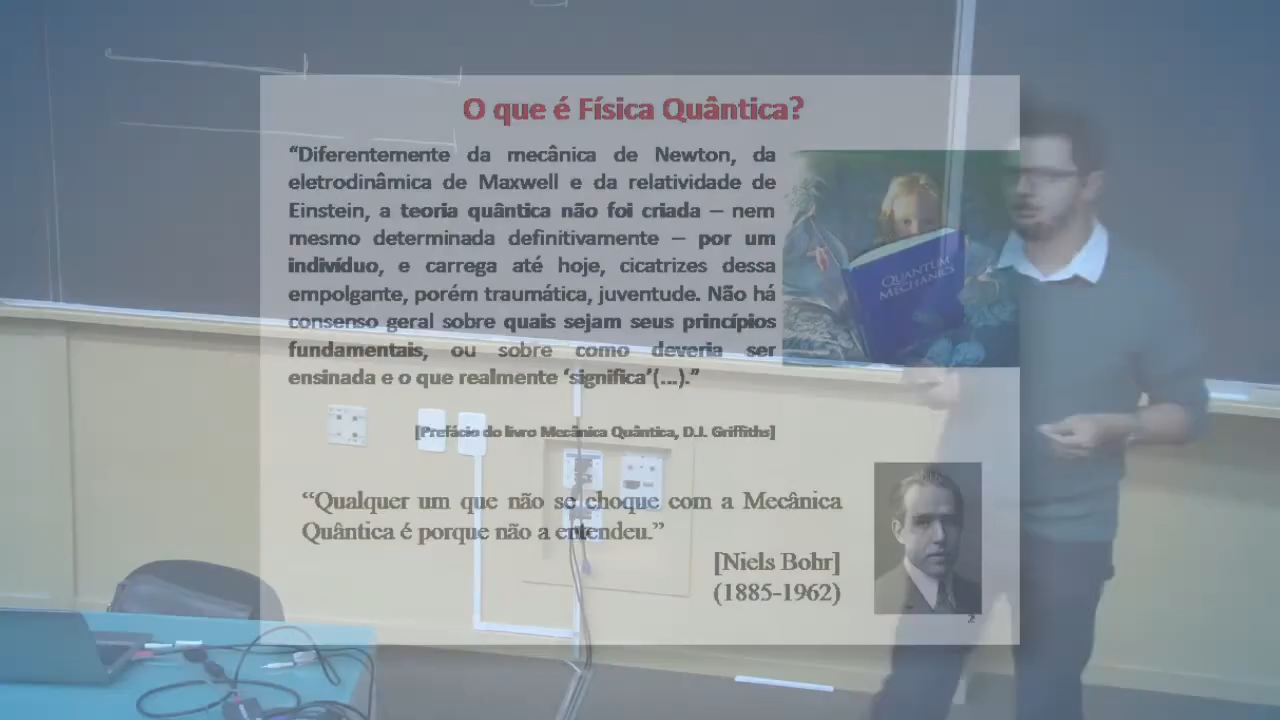 O que é Física Quântica?
“Diferentemente da mecânica de Newton, da
eletrodinâmica de Maxwell e da relatividade de
Einstein, a teoria quântica não foi criada – nem
mesmo determinada definitivamente – por um
indivíduo, e carrega até hoje, cicatrizes dessa
empolgante, porém traumática, juventude. Não há
consenso geral sobre quais sejam seus princípios
fundamentais, ou sobre como deveria ser
ensinada e o que realmente ‘significa’(...).”
QUANTUM
MECHANICS
[Prefácio do livro Mecânica Quântica, D.J. Griffiths]
“Qualquer um que não se choque com a Mecânica
Quântica é porque não a entendeu.”
[Niels Bohr]
(1885-1962)
2